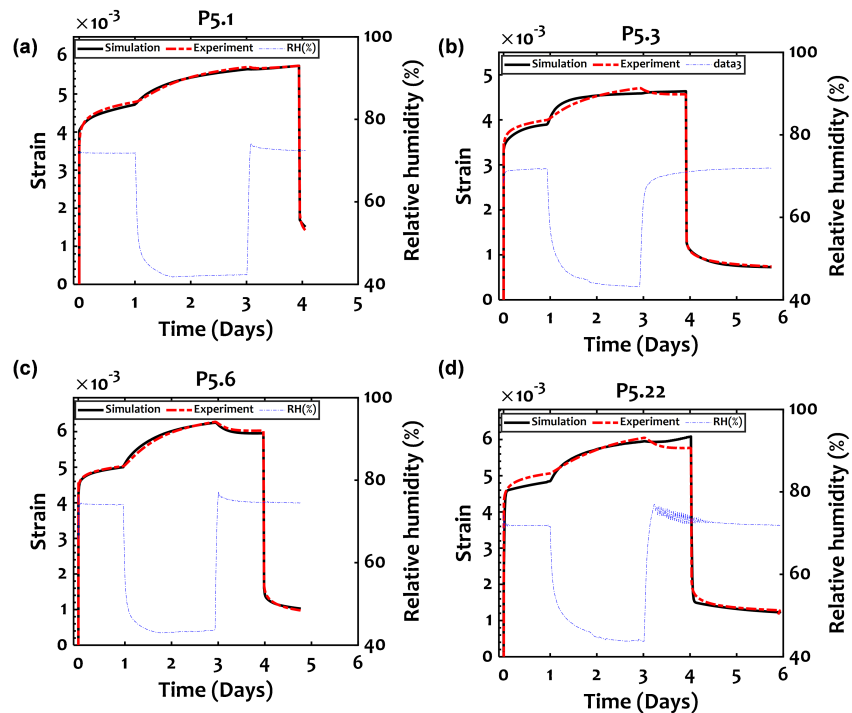 (a)
×10⁻³
P5.1
Simulation Experiment RH(%)
6
5
4
3
2
1
0
Strain
100
80
60
40
Relative humidity (%)
0 1 2 3 4 5
Time (Days)
(b)
×10⁻³
P5.3
Simulation Experiment data3
5
4
3
2
1
0
Strain
100
80
60
40
Relative humidity (%)
0 1 2 3 4 5 6
Time (Days)
(c)
×10⁻³
P5.6
Simulation Experiment RH(%)
6
5
4
3
2
1
0
Strain
100
80
60
40
Relative humidity (%)
0 1 2 3 4 5 6
Time (Days)
(d)
×10⁻³
P5.22
Simulation Experiment RH(%)
6
5
4
3
2
1
0
Strain
100
80
60
40
Relative humidity (%)
0 1 2 3 4 5 6
Time (Days)